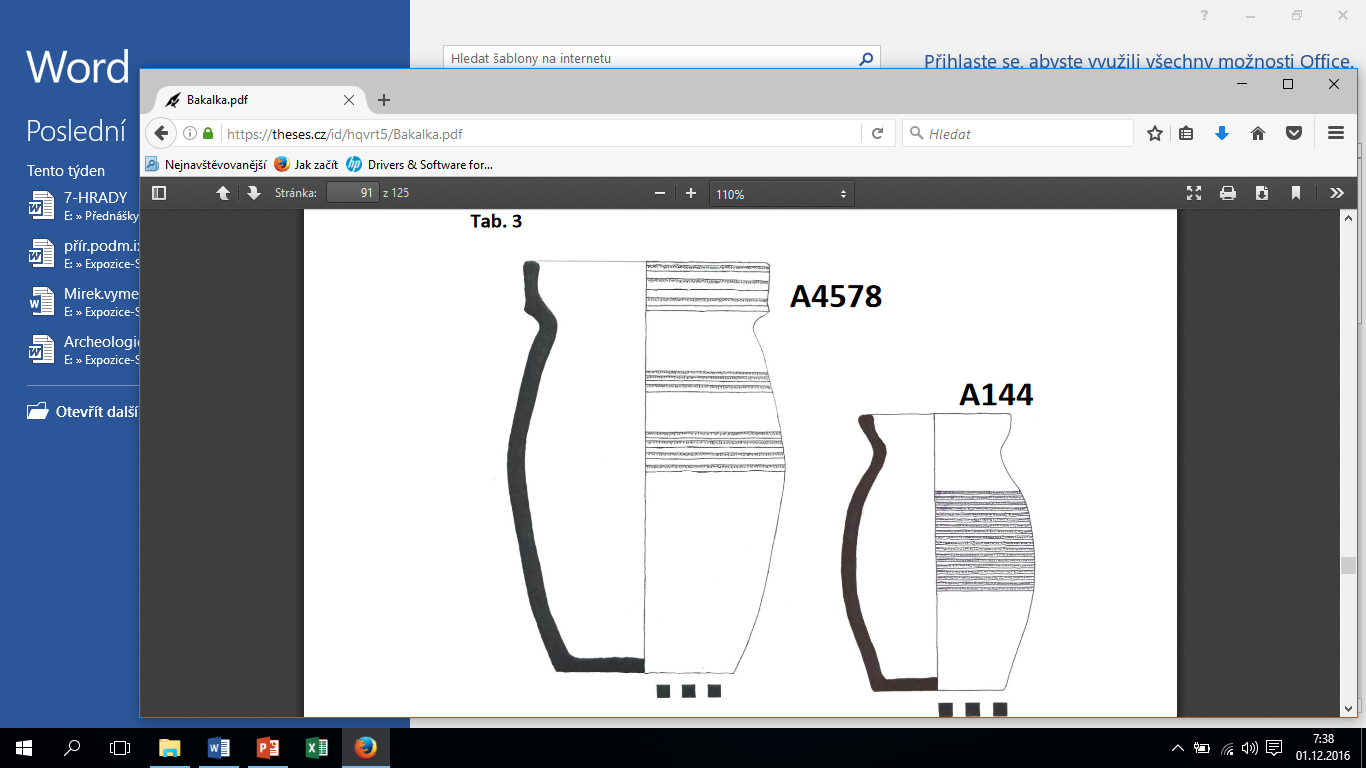 Word
Hledat šablony na internetu
Přihlaste se, abyste využili všechny možnosti Office.
Poslední
Tento týden
7-HRADY
E: » Přednášky
přír.podm.i
E: » Expozice-S
Mirek.vyme
E: » Expozice-S
Archeologi
E: » Expozice-S
Otevřít další
Bakalka.pdf
https://theses.cz/id/hqvrt5/Bakalka.pdf
Hledat
Nejnavštěvovanější
Jak začít
Drivers & Software for...
Stránka: 91 z 125
110%
Tab. 3
A4578
A144
7:38
01.12.2016